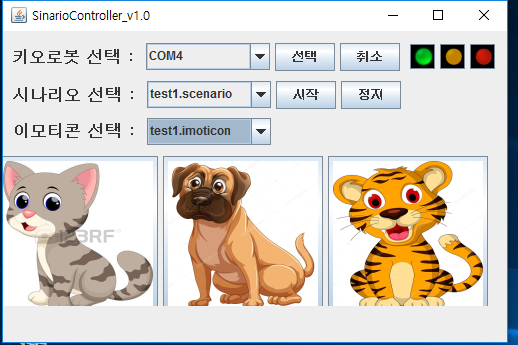 SinarioController_v1.0
키오로봇 선택 : COM4 선택 취소
시나리오 선택 : test1.scenario 시작 정지
이모티콘 선택 : test1.imoticon